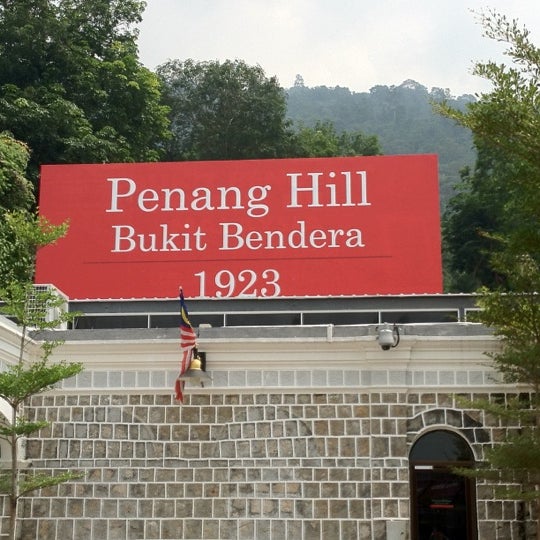 Penang Hill
Bukit Bendera
1923